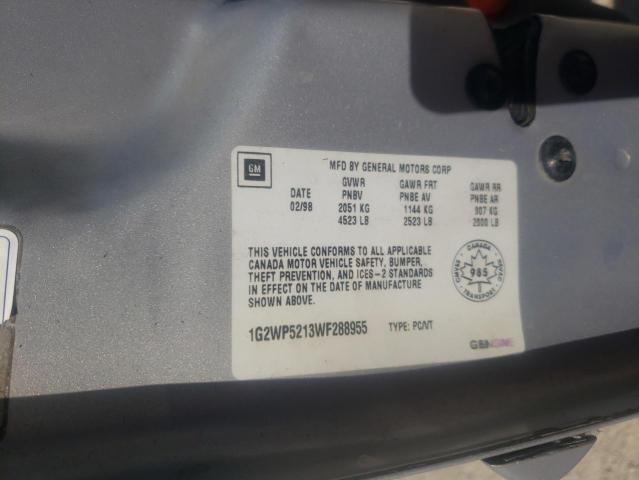 GM
MFD BY GENERAL MOTORS CORP
GVWR GAWR FRT GAWR RR
DATE PNBV PNBE AV PNBE AR
02/98 2051 KG 1144 KG 907 KG
4523 LB 2523 LB 2000 LB
THIS VEHICLE CONFORMS TO ALL APPLICABLE
CANADA MOTOR VEHICLE SAFETY, BUMPER,
THEFT PREVENTION, AND ICES-2 STANDARDS
IN EFFECT ON THE DATE OF MANUFACTURE
SHOWN ABOVE.
CANADA
985
TRANSPORT
1G2WP5213WF288955 TYPE: PC/VT
GENUINE